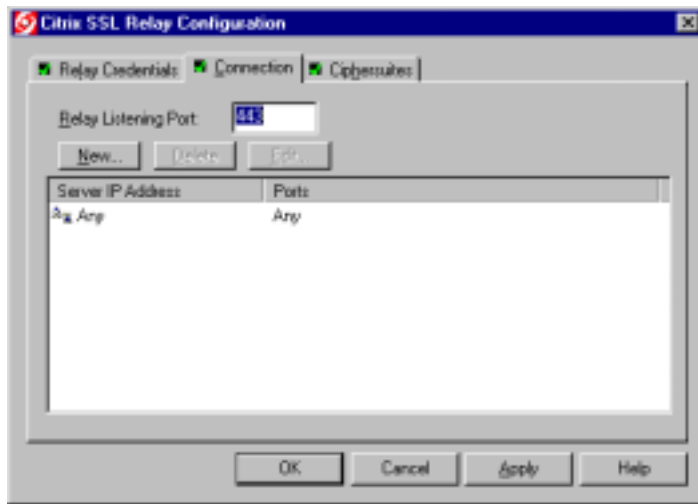 Citrix SSL Relay Configuration
Relay Credentials Connection Ciphersuites
Relay Listening Port: 443
New... Delete Edit...
Server IP Address Ports
Any Any
OK Cancel Apply Help